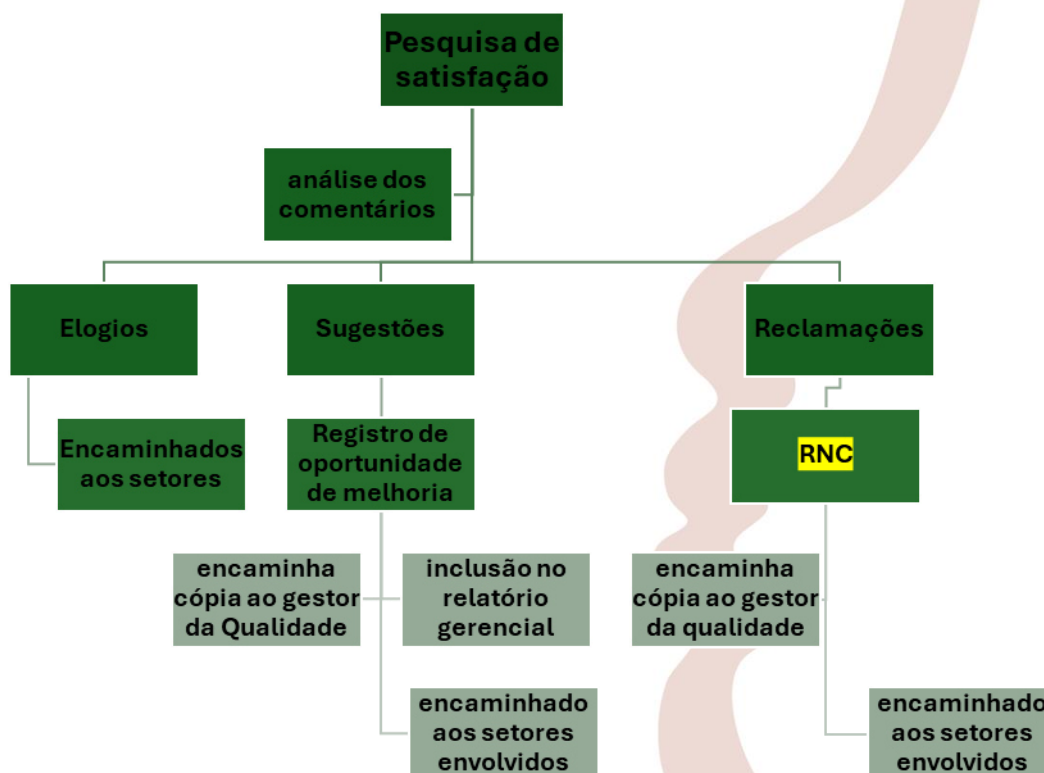 Pesquisa de
satisfação
análise dos
comentários
Elogios
Sugestões
Reclamações
Encaminhados
aos setores
Registro de
oportunidade
de melhoria
RNC
encaminha
cópia ao gestor
da Qualidade
inclusão no
relatório
gerencial
encaminha
cópia ao gestor
da qualidade
encaminhado
aos setores
envolvidos
encaminhado
aos setores
envolvidos